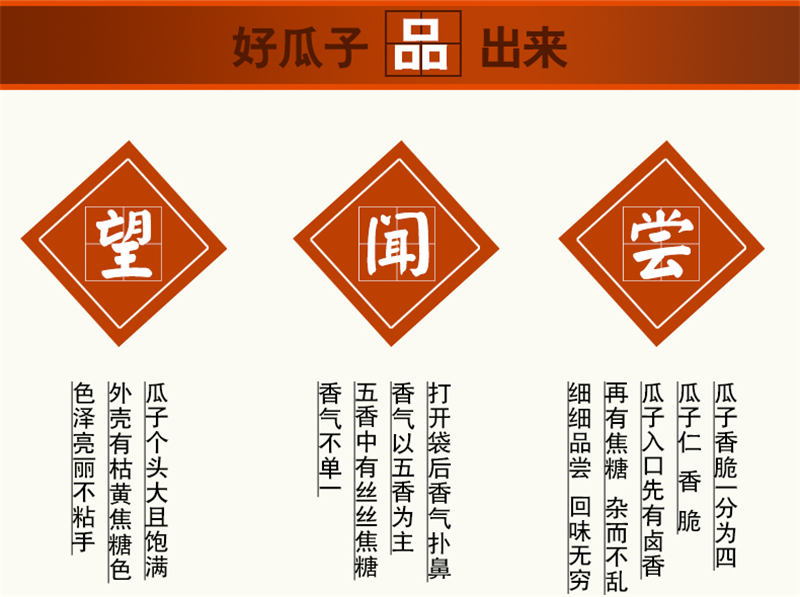 好瓜子品出来
望
瓜子个头大且饱满
外壳有枯黄焦糖色
色泽亮丽不粘手
闻
打开袋后香气扑鼻
香气以五香为主
五香中有丝丝焦糖
香气不单一
尝
瓜子香脆一分为四
瓜子仁 香 脆
瓜子入口先有卤香
再有焦糖 杂而不乱
细细品尝 回味无穷